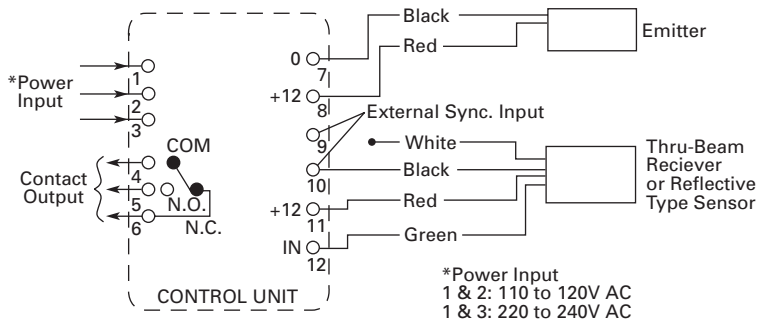 Black
Emitter
Red
0
7
+12
8
*Power
Input
1
2
3
External Sync. Input
9
White
Thru-Beam
Reciever
or Reflective
Type Sensor
COM
Black
10
Contact
Output
4
5
6
N.O.
N.C.
Red
+12
11
Green
IN
12
*Power Input
1 & 2: 110 to 120V AC
1 & 3: 220 to 240V AC
CONTROL UNIT